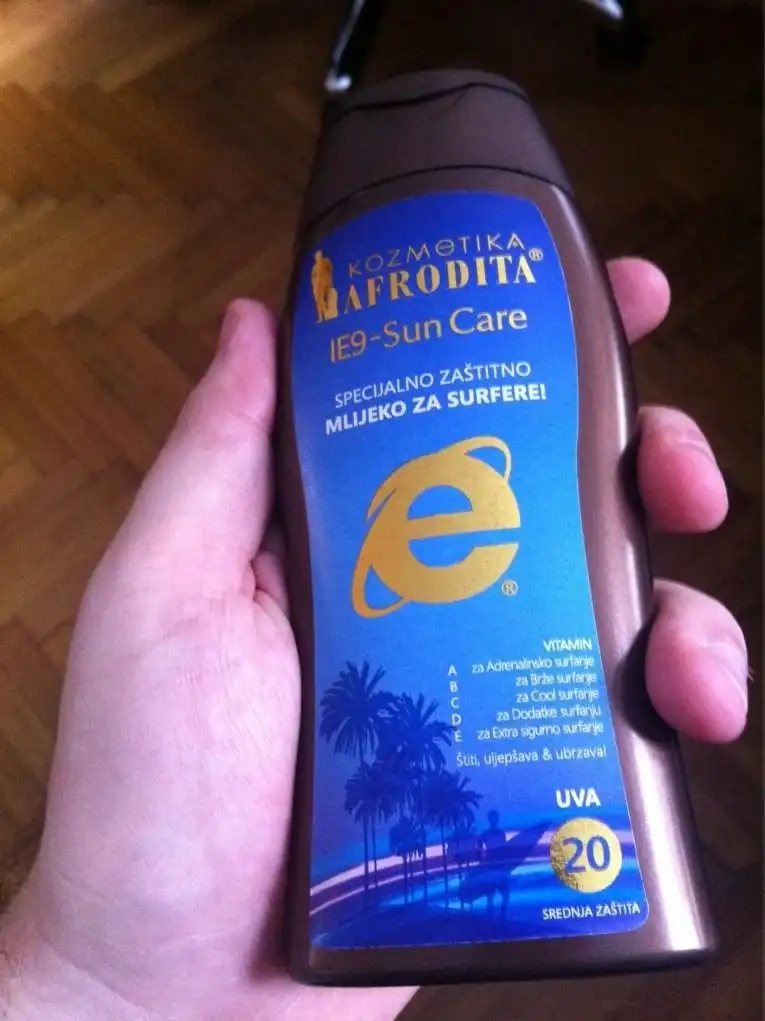 KOZMETIKA
AFRODITA®
IE9-Sun Care
SPECIJALNO ZAŠTITNO
MLIJEKO ZA SURFERE!
e
®
VITAMIN
A za Adrenalinsko surfanje
B za Brže surfanje
C za Cool surfanje
D za Dodatke surfanju
E za Extra sigurno surfanje
Štiti, uljepšava & ubrzava!
UVA
20
SREDNJA ZAŠTITA